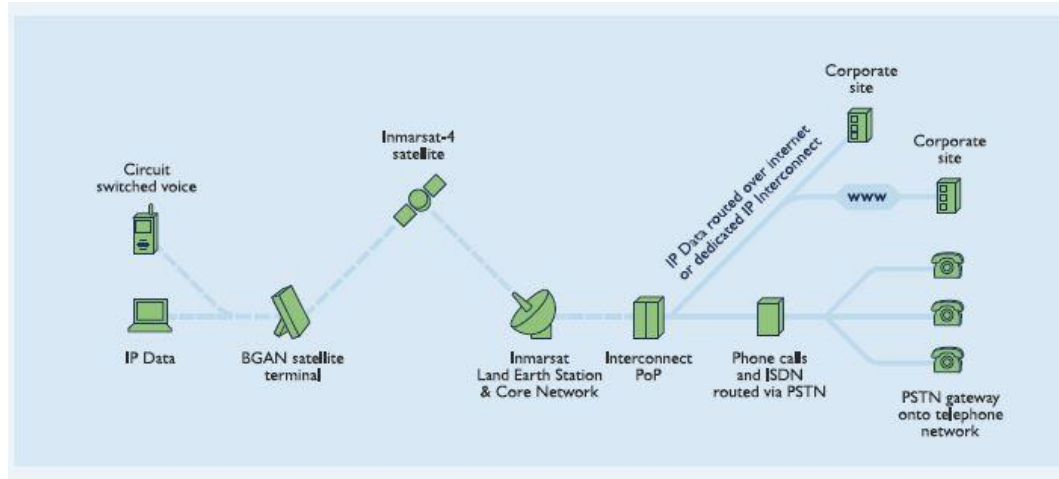 Circuit
switched voice
IP Data
BGAN satellite
terminal
Inmarsat-4
satellite
Inmarsat
Land Earth Station
& Core Network
Interconnect
PoP
IP Data routed over internet
or dedicated IP Interconnect
Corporate
site
www
Corporate
site
Phone calls
and ISDN
routed via PSTN
PSTN gateway
onto telephone
network